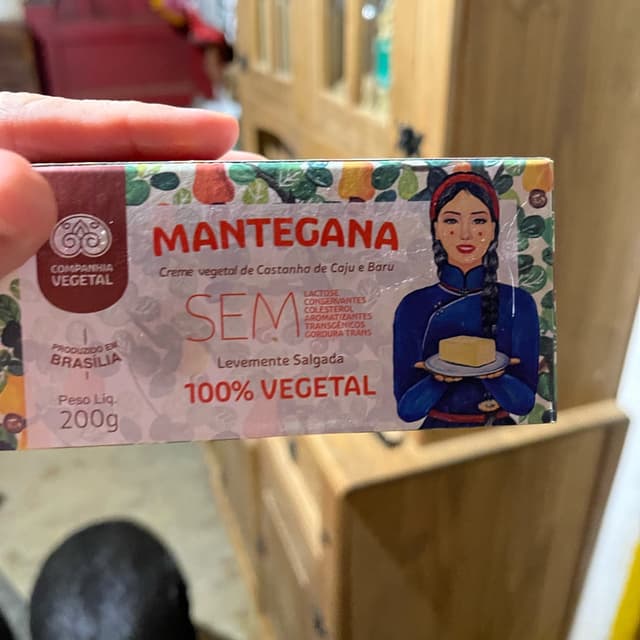 COMPANHIA
VEGETAL
PRODUZIDO EM
BRASÍLIA
Peso Liq.
200g
MANTEGANA
Creme vegetal de Castanha de Caju e Baru
SEM
LACTOSE
CONSERVANTES
COLESTEROL
AROMATIZANTES
TRANSGÊNICOS
GORDURA TRANS
Levemente Salgada
100% VEGETAL